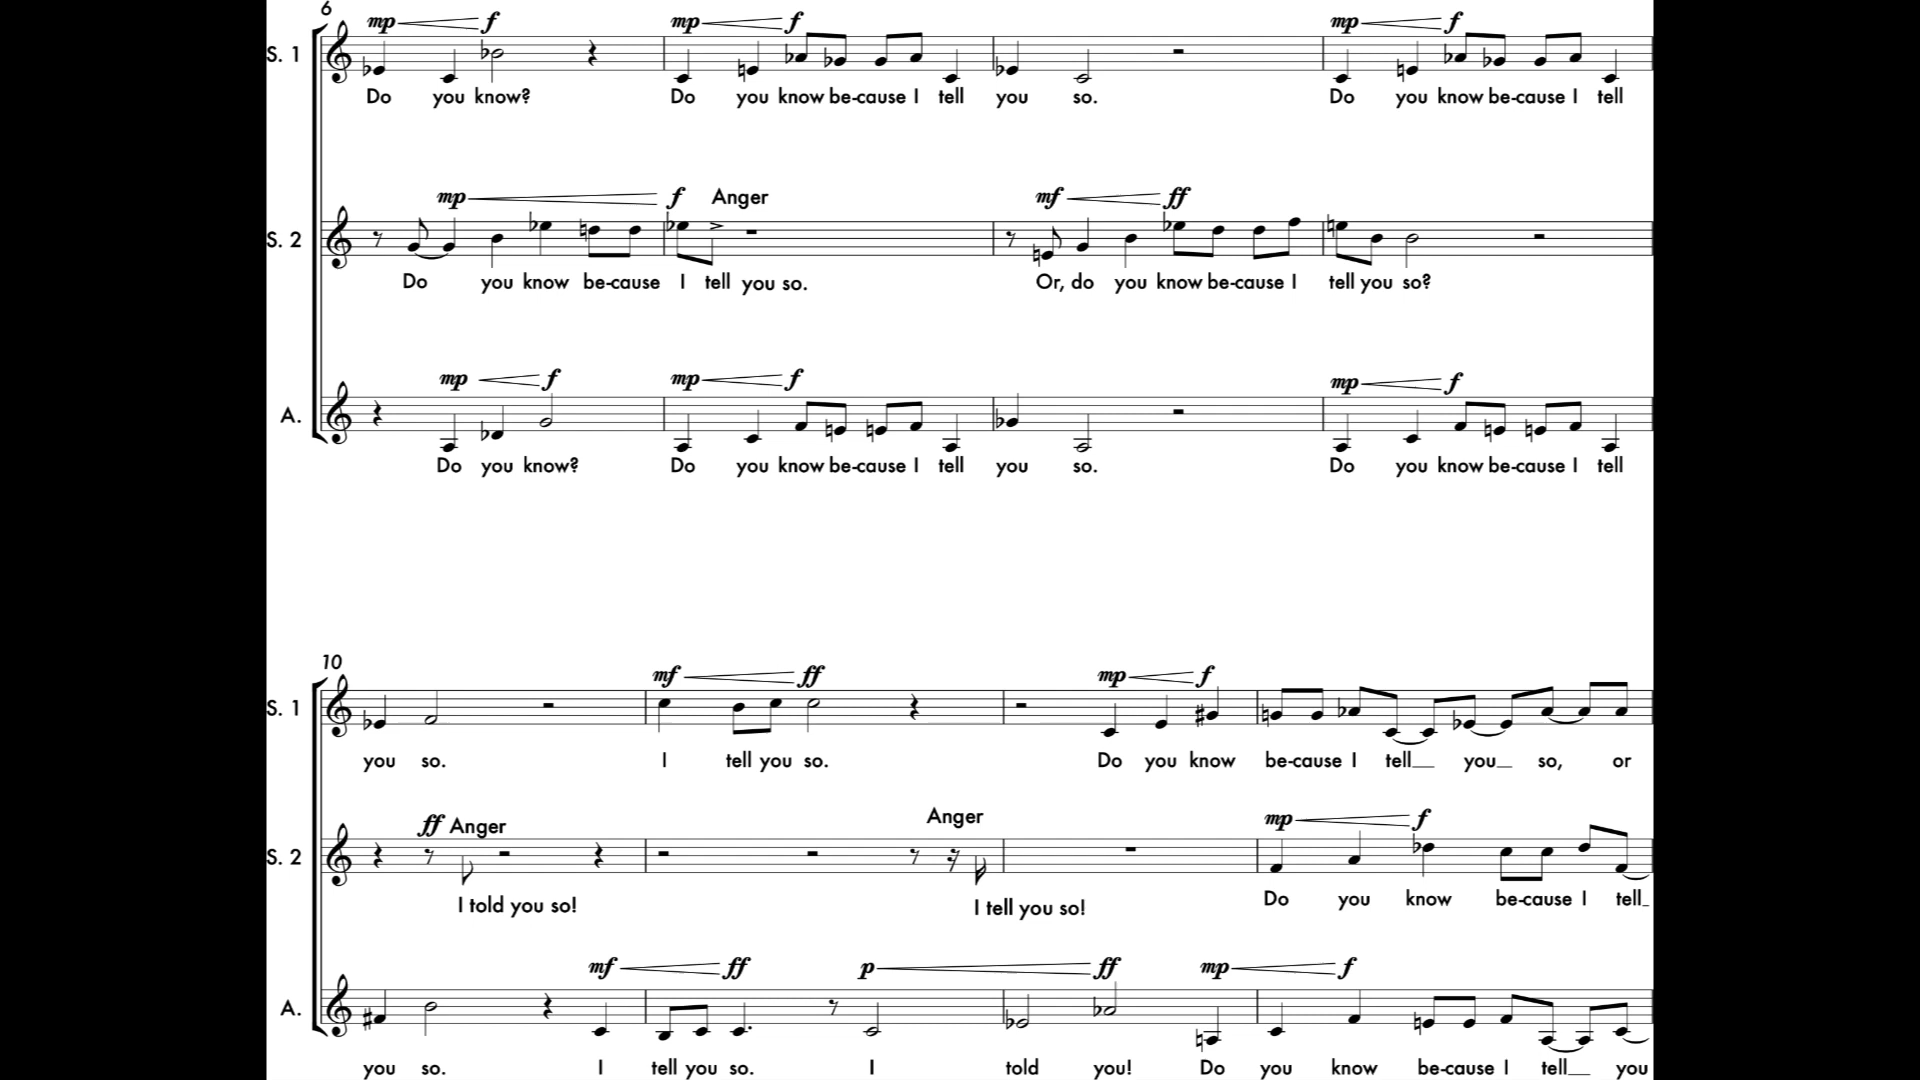 6
mp f mp f mp f
S. 1
Do you know? Do you know be-cause I tell you so. Do you know be-cause I tell
mp f Anger mf ff
S. 2
Do you know be-cause I tell you so. Or, do you know be-cause I tell you so?
mp f mp f mp f
A.
Do you know? Do you know be-cause I tell you so. Do you know be-cause I tell
10
mf ff mp f
S. 1
you so. I tell you so. Do you know be-cause I tell__ you__ so, or
ff Anger Anger mp f
S. 2
I told you so! I tell you so! Do you know be-cause I tell_
mf ff p ff mp f
A.
you so. I tell you so. I told you! Do you know be-cause I tell__ you